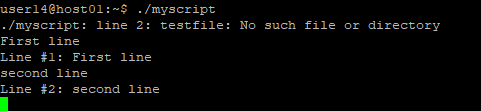 user14@host01:~$ ./myscript
./myscript: line 2: testfile: No such file or directory
First line
Line #1: First line
second line
Line #2: second line